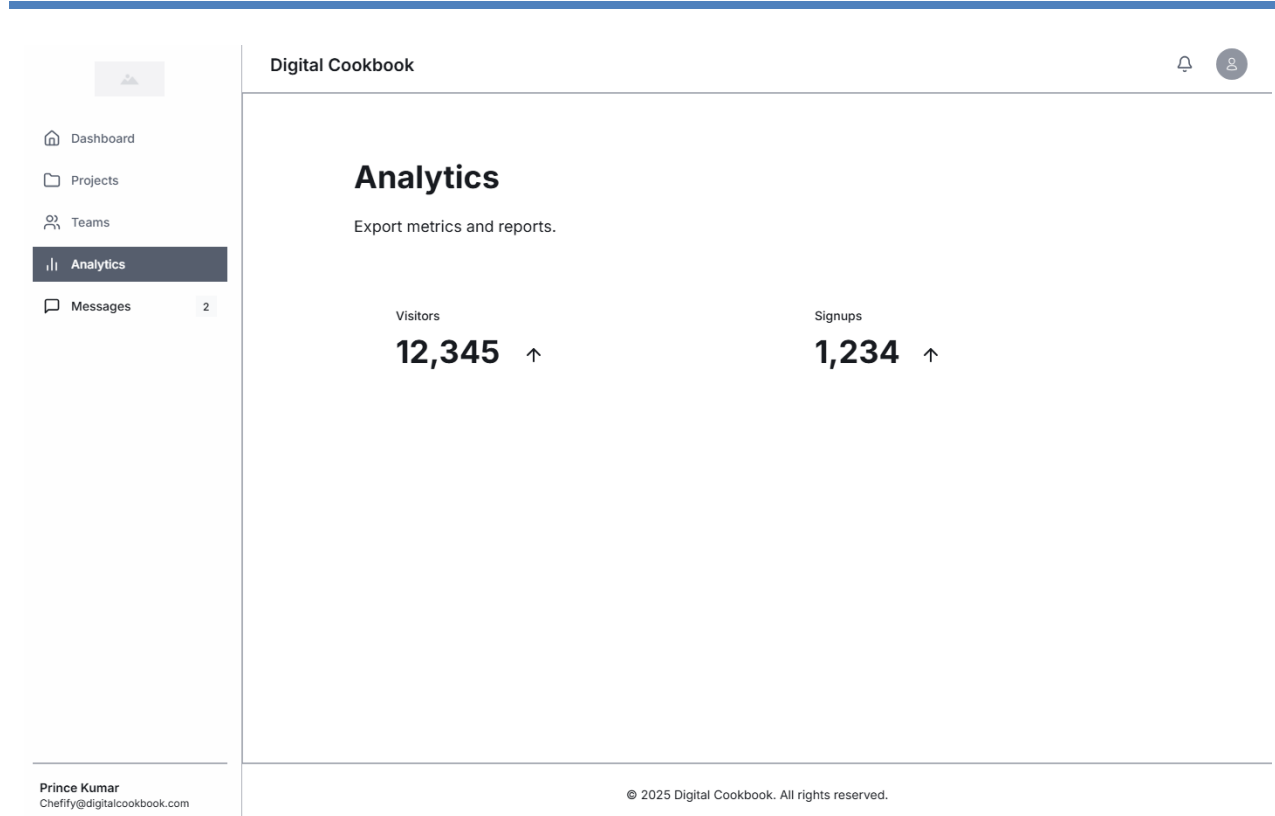 Digital Cookbook
Dashboard
Projects
Teams
Analytics
Messages 2
Analytics
Export metrics and reports.
Visitors
12,345 ↑
Signups
1,234 ↑
Prince Kumar
Chefify@digitalcookbook.com
© 2025 Digital Cookbook. All rights reserved.